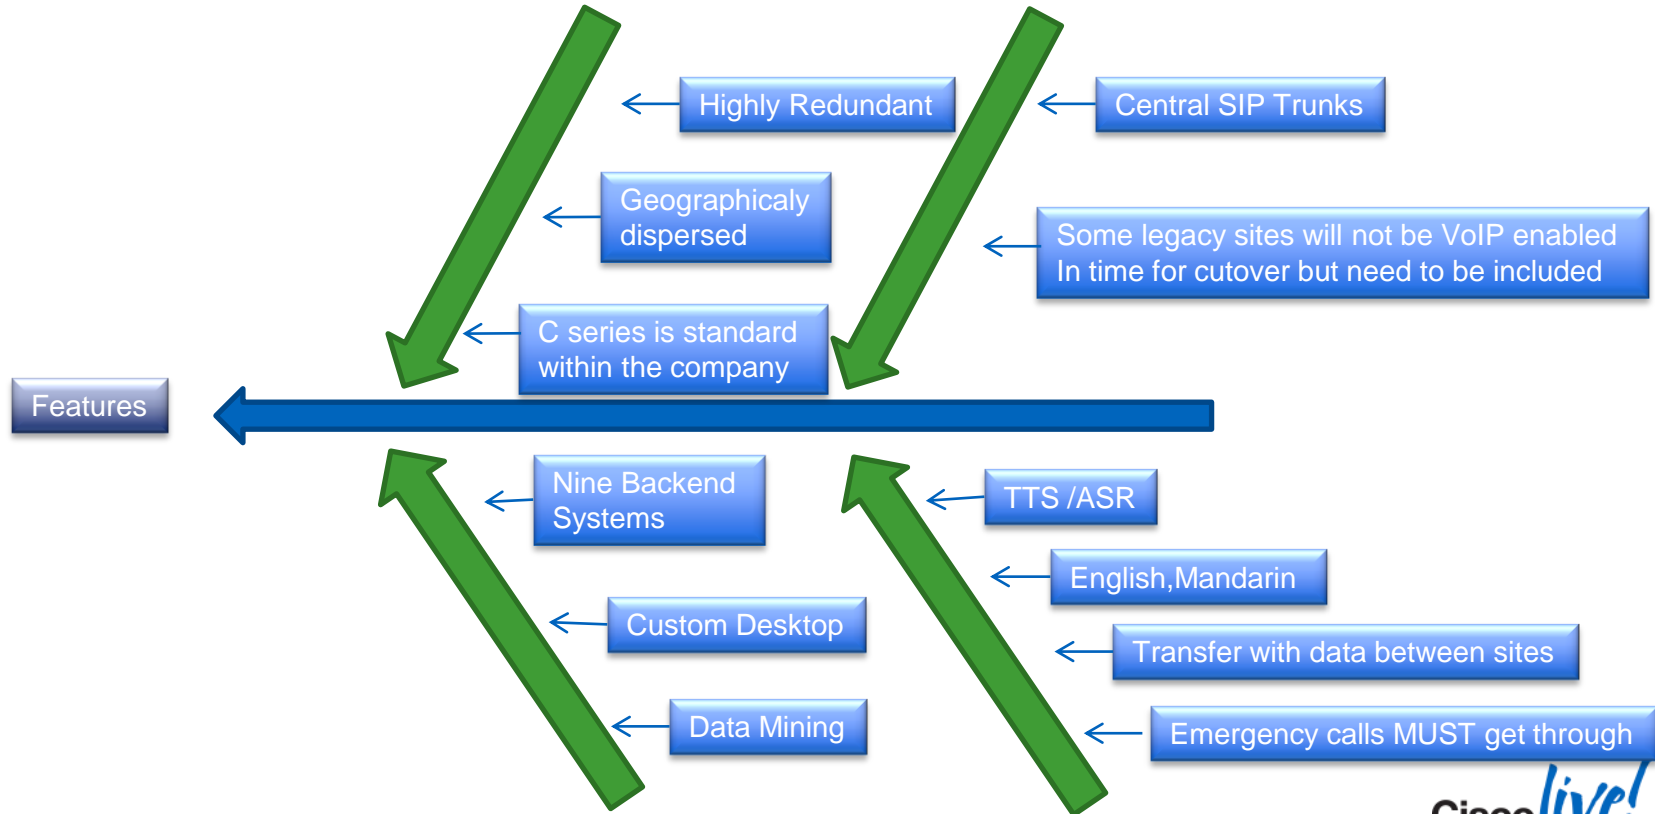 Highly Redundant
Central SIP Trunks
Geographicaly
dispersed
Some legacy sites will not be VoIP enabled
In time for cutover but need to be included
C series is standard
within the company
Features
Nine Backend
Systems
TTS /ASR
English,Mandarin
Custom Desktop
Transfer with data between sites
Data Mining
Emergency calls MUST get through
Cisco live!